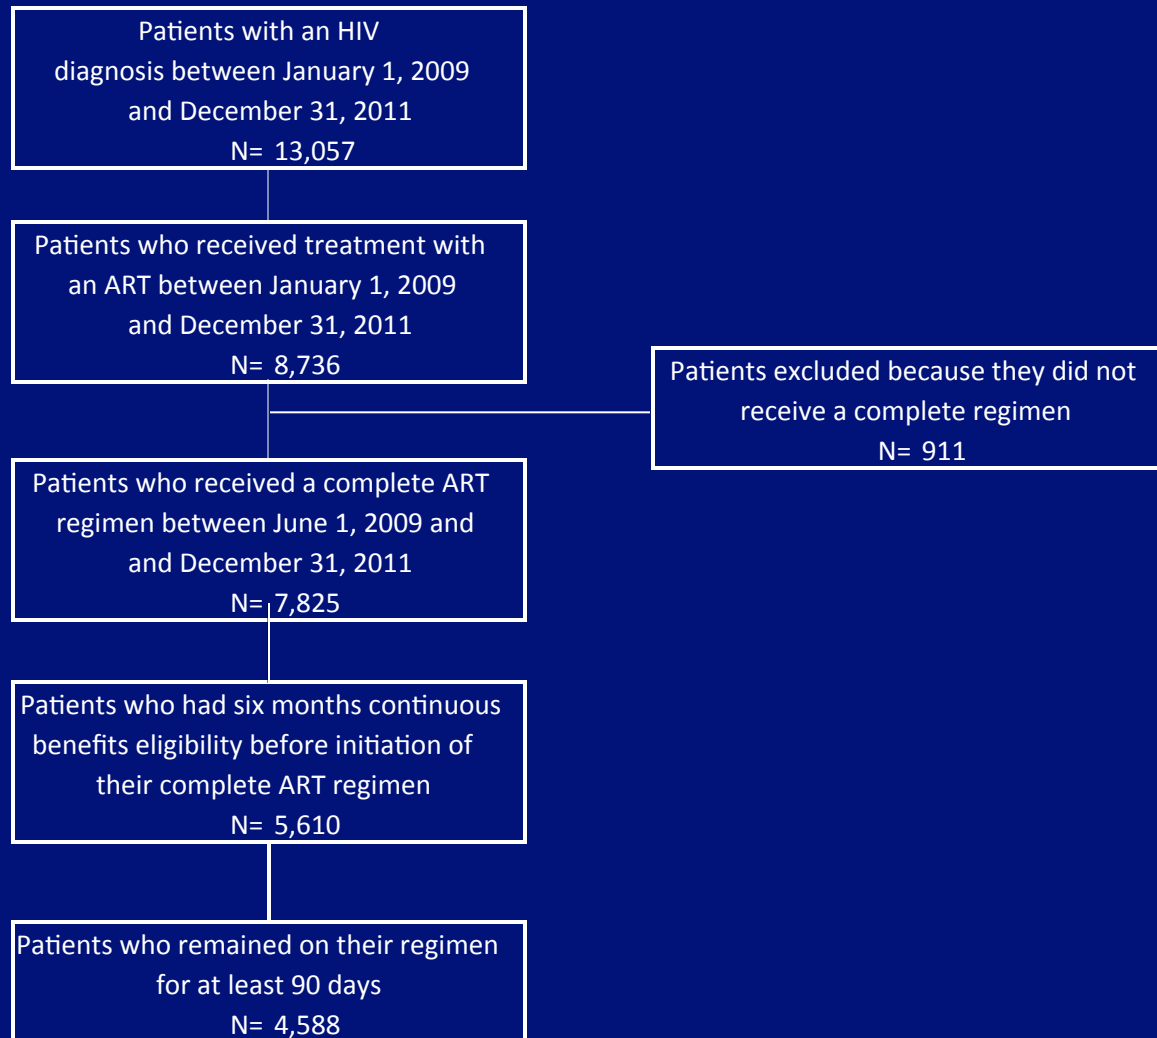 Patients with an HIV
diagnosis between January 1, 2009
and December 31, 2011
N= 13,057
Patients who received treatment with
an ART between January 1, 2009
and December 31, 2011
N= 8,736
Patients excluded because they did not
receive a complete regimen
N= 911
Patients who received a complete ART
regimen between June 1, 2009 and
and December 31, 2011
N= 7,825
Patients who had six months continuous
benefits eligibility before initiation of
their complete ART regimen
N= 5,610
Patients who remained on their regimen
for at least 90 days
N= 4,588